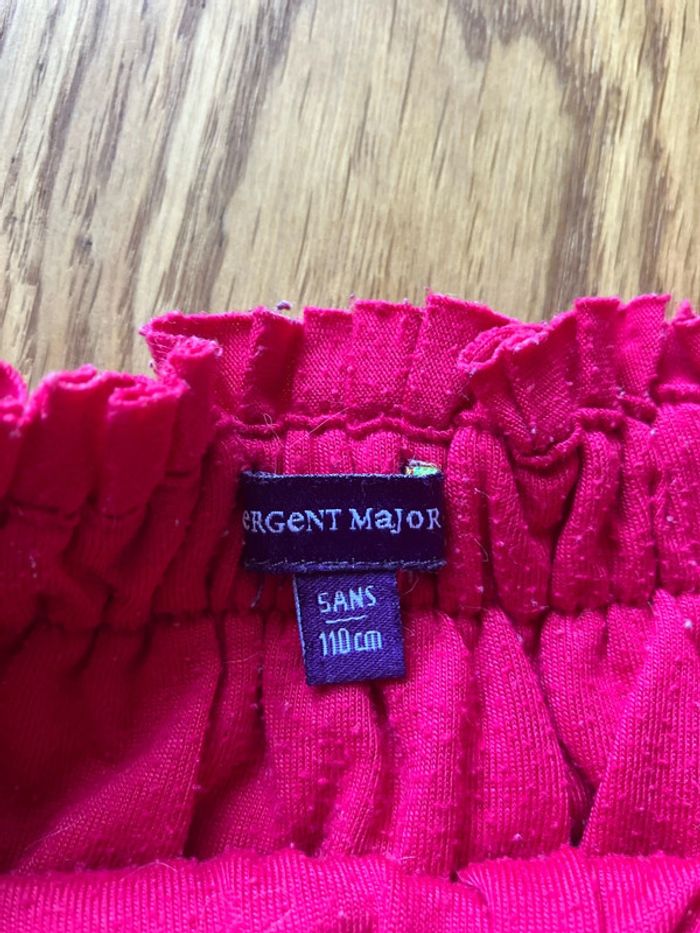 eRGeNT MaJoR
5ANS
110cm